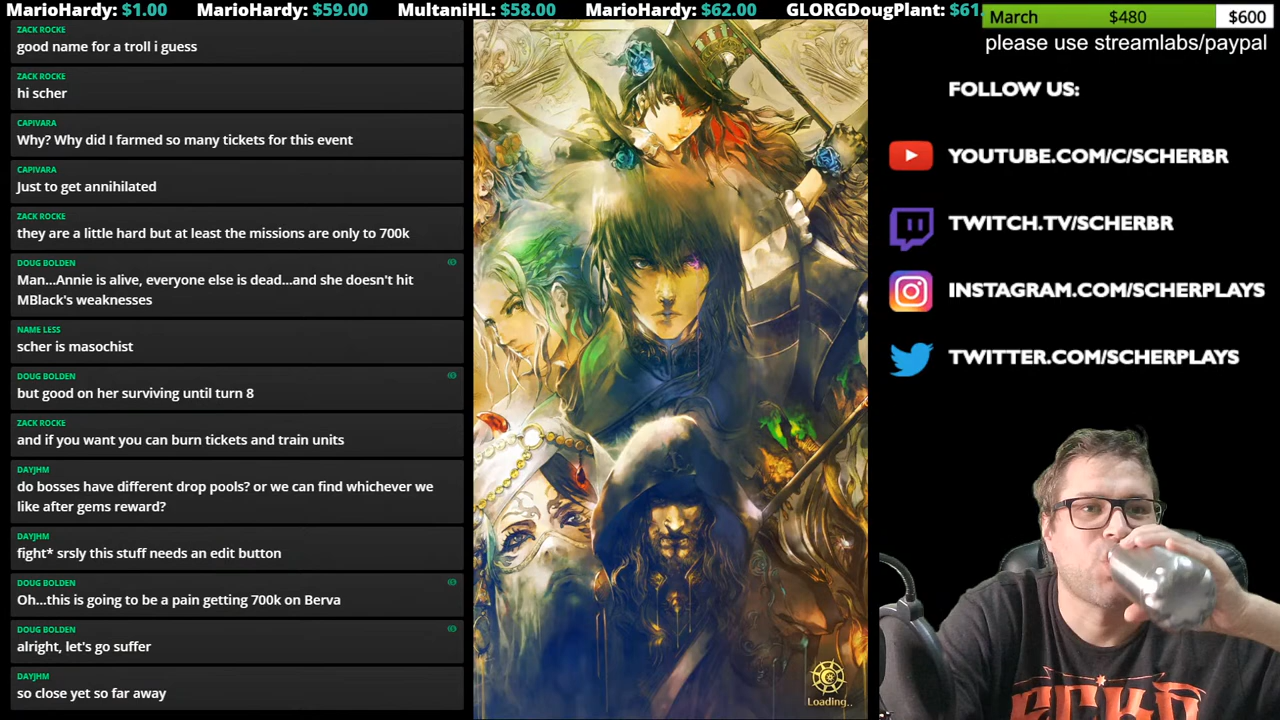 MarioHardy: $1.00 MarioHardy: $59.00 MultaniHL: $58.00 MarioHardy: $62.00 GLORGDougPlant: $61.
March $480 $600
please use streamlabs/paypal
ZACK ROCKE
good name for a troll i guess
ZACK ROCKE
hi scher
CAPIVARA
Why? Why did I farmed so many tickets for this event
CAPIVARA
Just to get annihilated
ZACK ROCKE
they are a little hard but at least the missions are only to 700k
DOUG BOLDEN
Man...Annie is alive, everyone else is dead...and she doesn't hit
MBlack's weaknesses
NAME LESS
scher is masochist
DOUG BOLDEN
but good on her surviving until turn 8
ZACK ROCKE
and if you want you can burn tickets and train units
DAYJHM
do bosses have different drop pools? or we can find whichever we
like after gems reward?
DAYJHM
fight* srsly this stuff needs an edit button
DOUG BOLDEN
Oh...this is going to be a pain getting 700k on Berva
DOUG BOLDEN
alright, let's go suffer
DAYJHM
so close yet so far away
Loading..
FOLLOW US:
YOUTUBE.COM/C/SCHERBR
TWITCH.TV/SCHERBR
INSTAGRAM.COM/SCHERPLAYS
TWITTER.COM/SCHERPLAYS